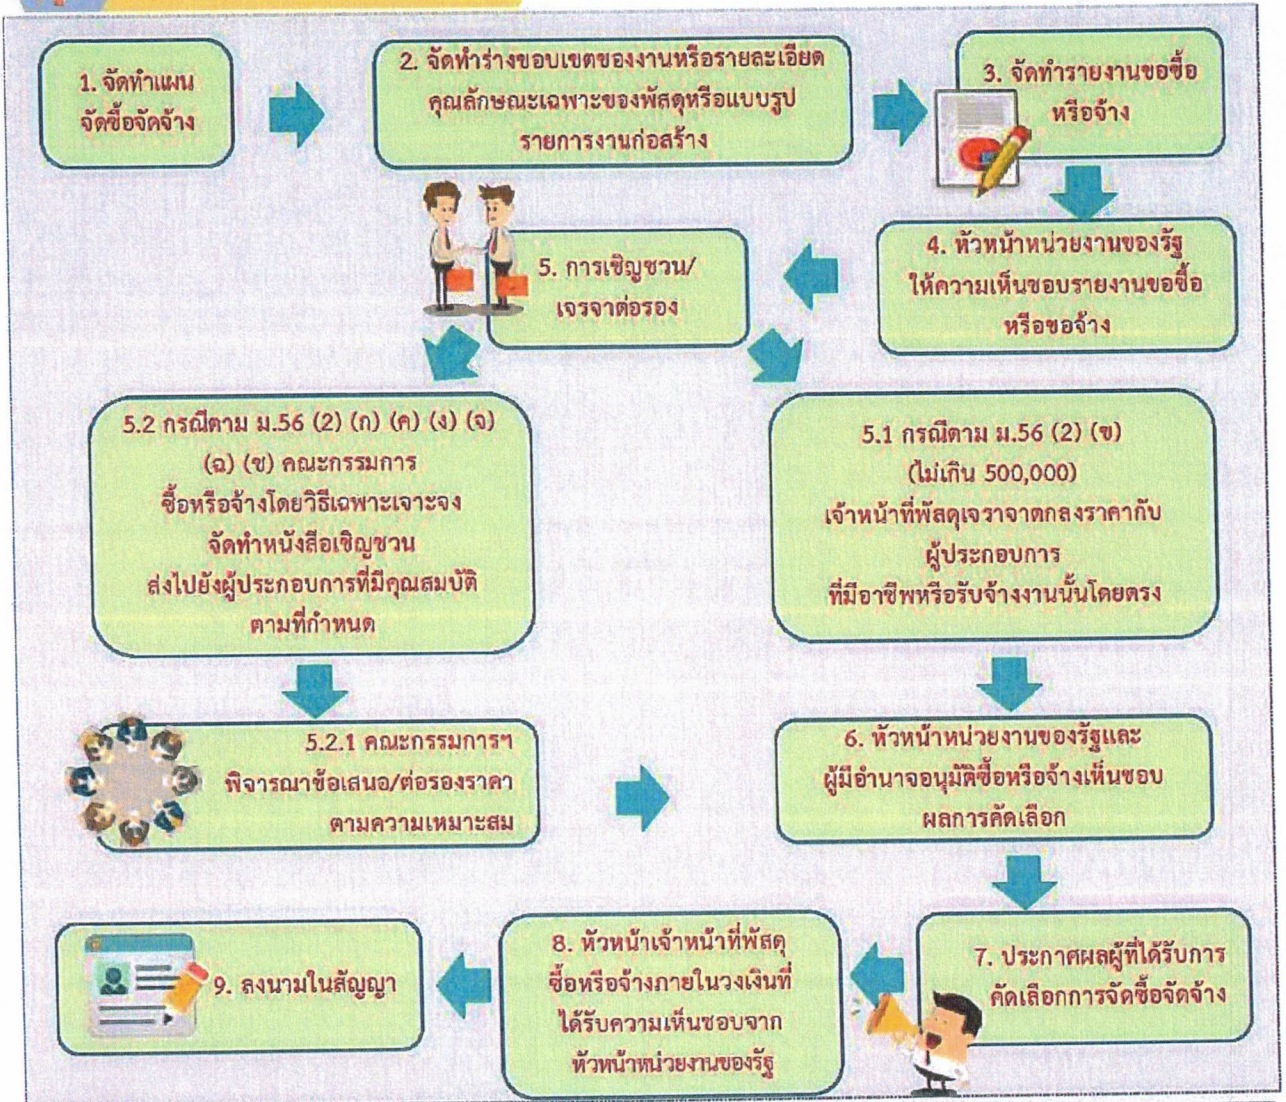 1. จัดทำแผน
จัดซื้อจัดจ้าง
2. จัดทำร่างขอบเขตของงานหรือรายละเอียด
คุณลักษณะเฉพาะของพัสดุหรือแบบรูป
รายการงานก่อสร้าง
3. จัดทำรายงานขอซื้อ
หรือจ้าง
4. หัวหน้าหน่วยงานของรัฐ
ให้ความเห็นชอบรายงานขอซื้อ
หรือขอจ้าง
5. การเชิญชวน/
เจรจาต่อรอง
5.2 กรณีตาม ม.56 (2) (ก) (ค) (ง) (จ)
(ฉ) (ช) คณะกรรมการ
ซื้อหรือจ้างโดยวิธีเฉพาะเจาะจง
จัดทำหนังสือเชิญชวน
ส่งไปยังผู้ประกอบการที่มีคุณสมบัติ
ตามที่กำหนด
5.1 กรณีตาม ม.56 (2) (ข)
(ไม่เกิน 500,000)
เจ้าหน้าที่พัสดุเจราจาตกลงราคากับ
ผู้ประกอบการ
ที่มีอาชีพหรือรับจ้างงานนั้นโดยตรง
5.2.1 คณะกรรมการฯ
พิจารณาข้อเสนอ/ต่อรองราคา
ตามความเหมาะสม
6. หัวหน้าหน่วยงานของรัฐและ
ผู้มีอำนาจอนุมัติซื้อหรือจ้างเห็นชอบ
ผลการคัดเลือก
7. ประกาศผลผู้ที่ได้รับการ
คัดเลือกการจัดซื้อจัดจ้าง
8. หัวหน้าเจ้าหน้าที่พัสดุ
ซื้อหรือจ้างภายในวงเงินที่
ได้รับความเห็นชอบจาก
หัวหน้าหน่วยงานของรัฐ
9. ลงนามในสัญญา